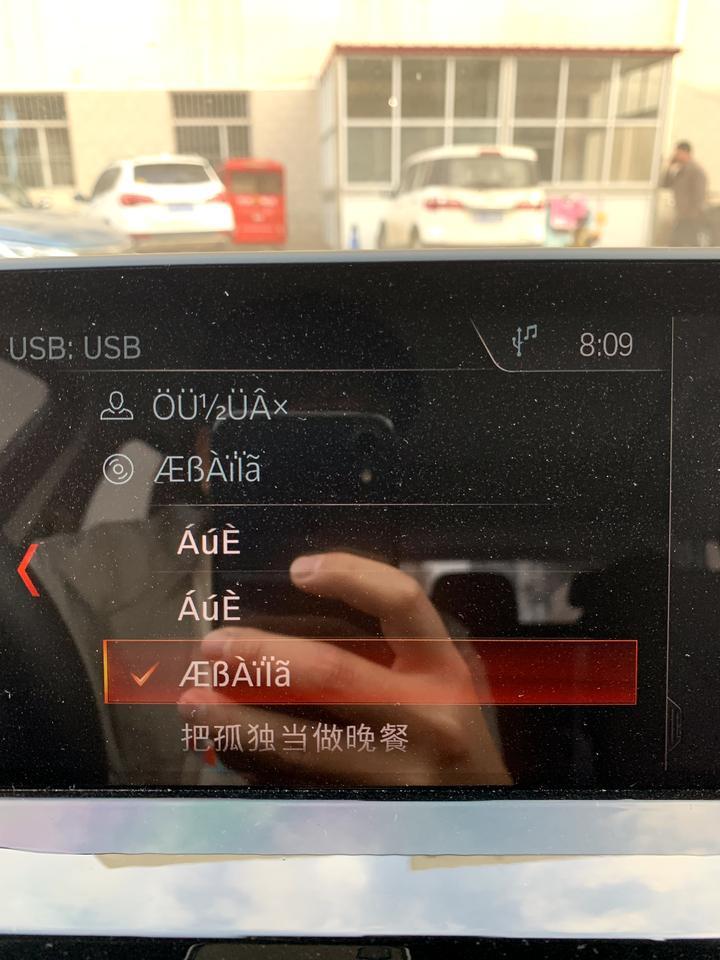 USB: USB
8:09
ÖÜ½ÜÂ×
ÆßÀïÏã
ÁúÈ
ÁúÈ
ÆßÀïÏã
把孤独当做晚餐